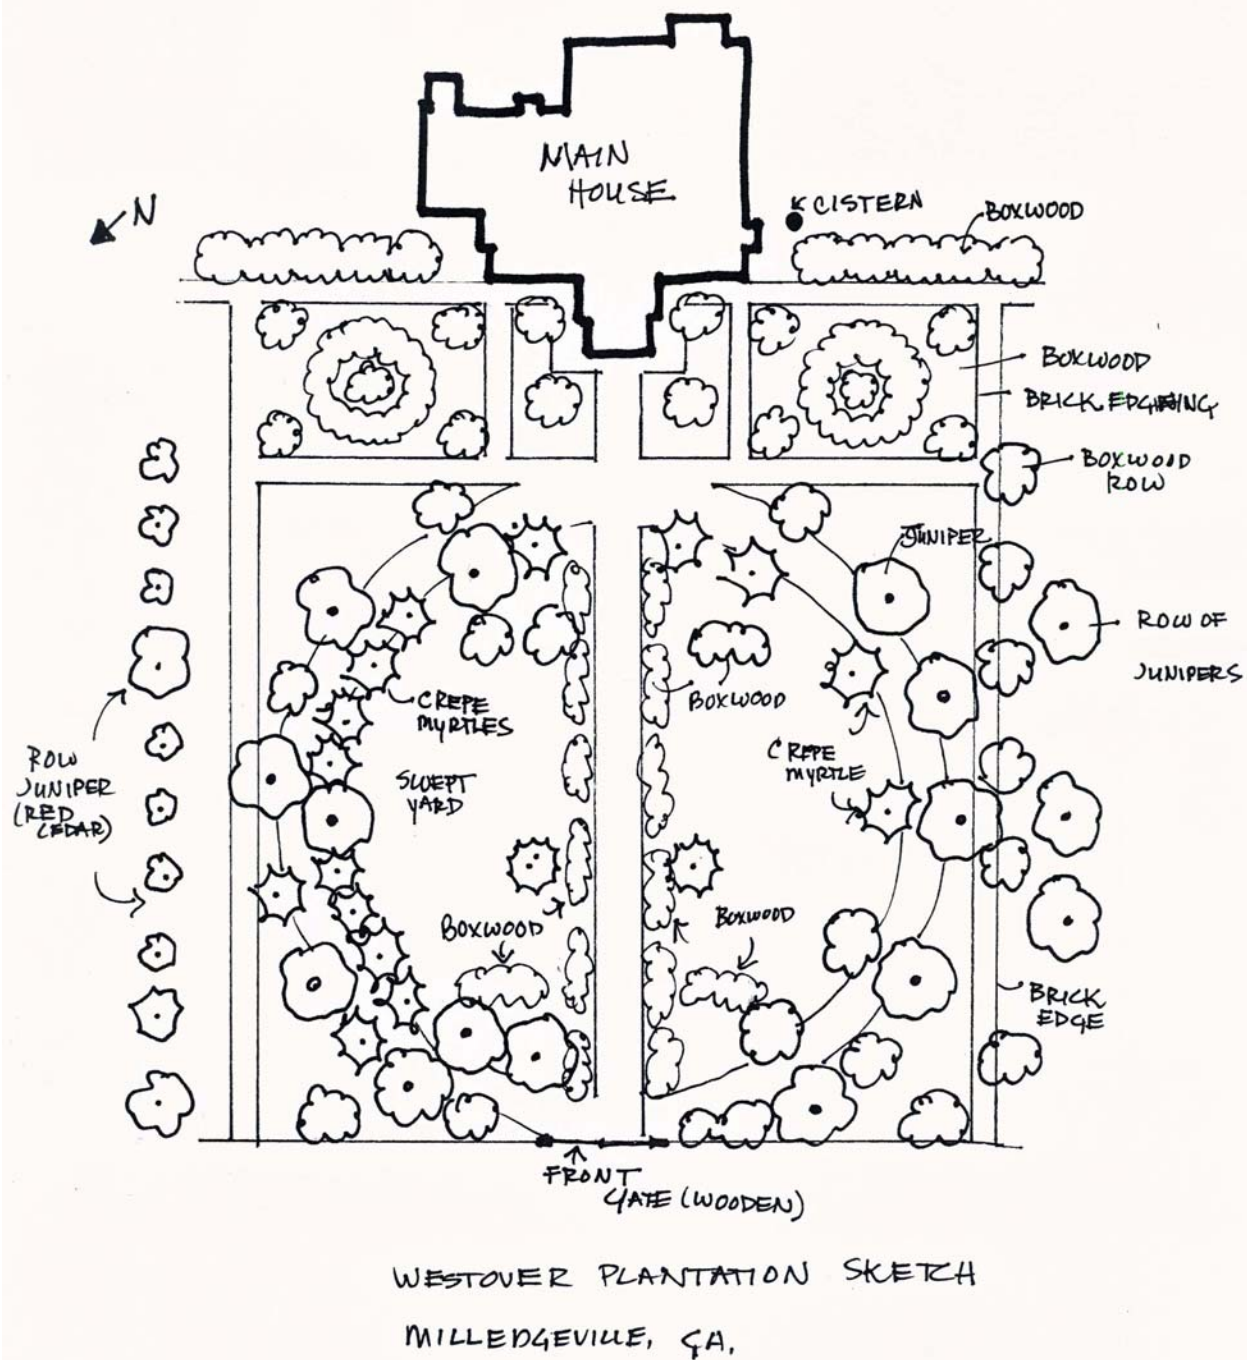 MAIN
HOUSE
N
CISTERN
BOXWOOD
BOXWOOD
BRICK EDGING
BOXWOOD
ROW
JUNIPER
ROW OF
JUNIPERS
BOXWOOD
CREPE
MYRTLES
CREPE
MYRTLE
ROW
JUNIPER
(RED
CEDAR)
SWEPT
YARD
BOXWOOD
BOXWOOD
BRICK
EDGE
FRONT
GATE (WOODEN)
WESTOVER PLANTATION SKETCH
MILLEDGEVILLE, GA.